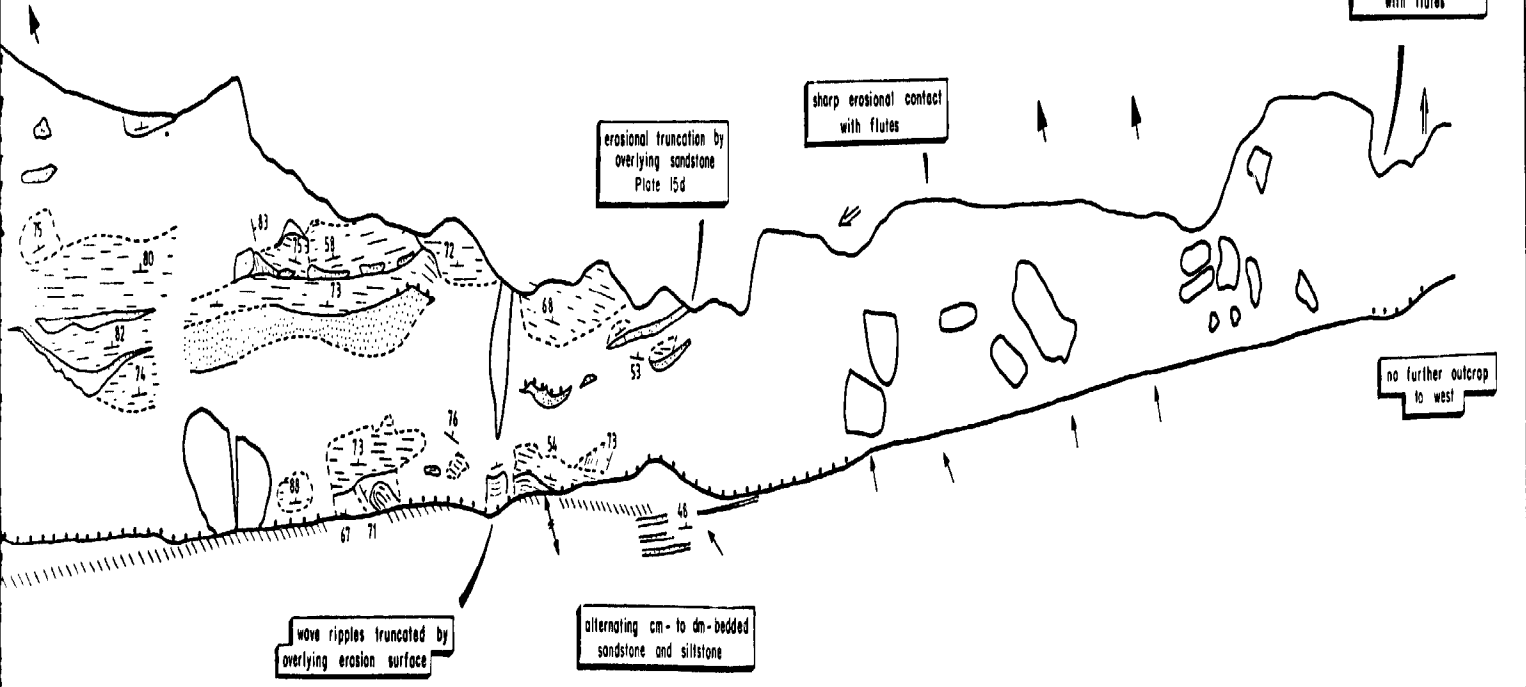 with flutes
sharp erosional contact
with flutes
erosional truncation by
overlying sandstone
Plate 15d
83
75
75
58
72
80
73
68
82
53
74
76
73
54
73
88
67
71
48
no further outcrop
to west
wave ripples truncated by
overlying erosion surface
alternating cm- to dm-bedded
sandstone and siltstone